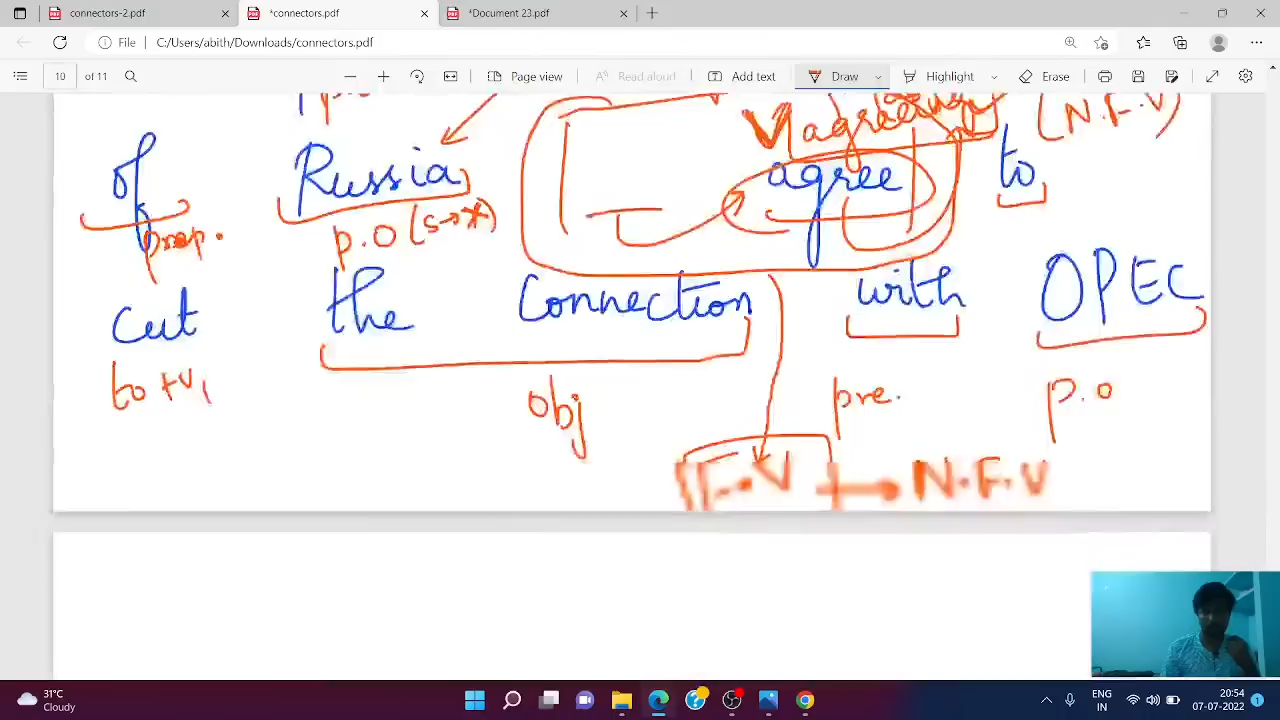 connectors-2.pdf *connectors.pdf *Document 23.pdf
File C:/Users/abith/Downloads/connectors.pdf
10 of 11 Page view Read aloud Add text Draw Highlight Erase
(N.F.V)
of Russia agree to
prep. p.o
cut the Connection with OPEC
to +V1 obj pre. p.o
F.V → N.F.V
31°C ENG 20:54
Cloudy IN 07-07-2022